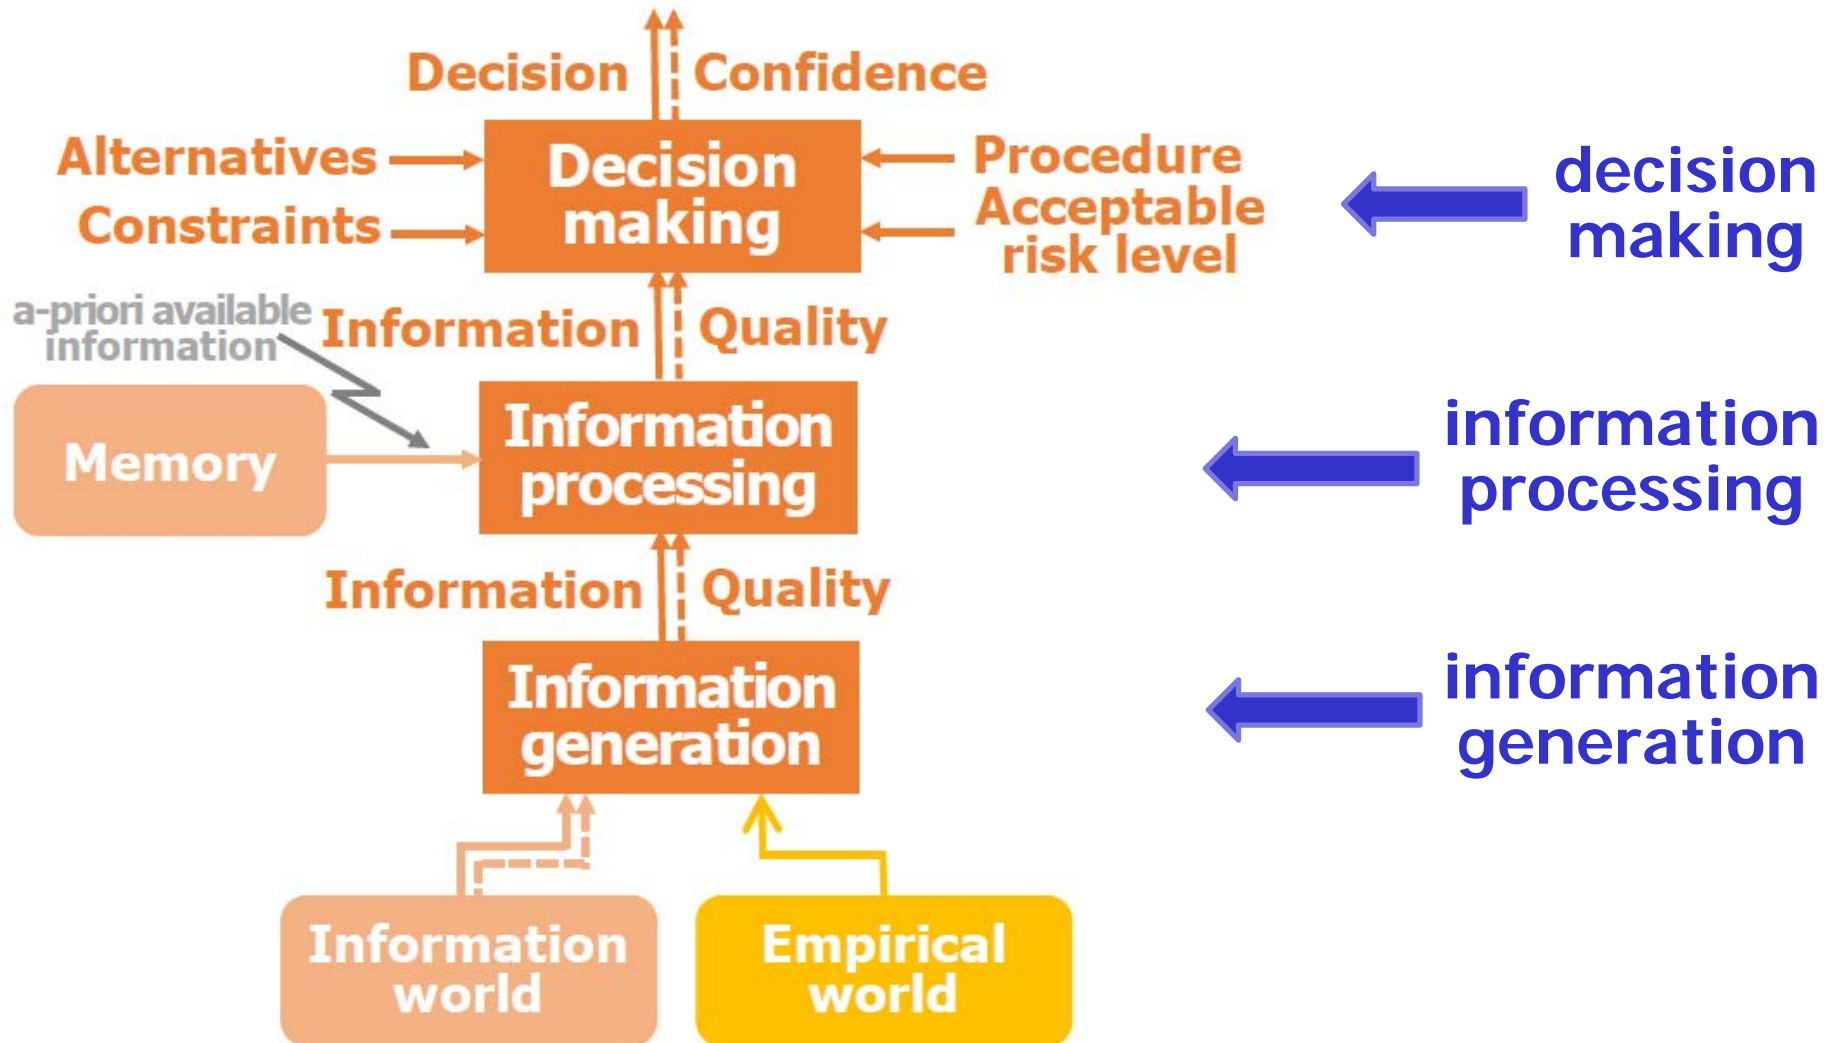 Decision
Confidence
Alternatives
Constraints
Decision
making
Procedure
Acceptable
risk level
decision
making
a-priori available
information
Information
Quality
Memory
Information
processing
information
processing
Information
Quality
Information
generation
information
generation
Information
world
Empirical
world